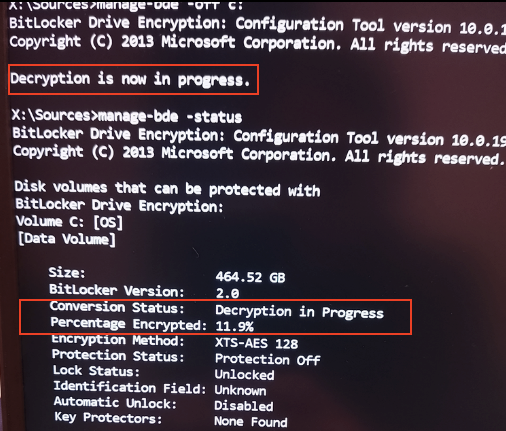 X:\Sources>manage-bde -off c:
BitLocker Drive Encryption: Configuration Tool version 10.0.1
Copyright (C) 2013 Microsoft Corporation. All rights reserved
Decryption is now in progress.
X:\Sources>manage-bde -status
BitLocker Drive Encryption: Configuration Tool version 10.0.19
Copyright (C) 2013 Microsoft Corporation. All rights reserved.
Disk volumes that can be protected with
BitLocker Drive Encryption:
Volume C: [OS]
[Data Volume]
Size: 464.52 GB
BitLocker Version: 2.0
Conversion Status: Decryption in Progress
Percentage Encrypted: 11.9%
Encryption Method: XTS-AES 128
Protection Status: Protection Off
Lock Status: Unlocked
Identification Field: Unknown
Automatic Unlock: Disabled
Key Protectors: None Found